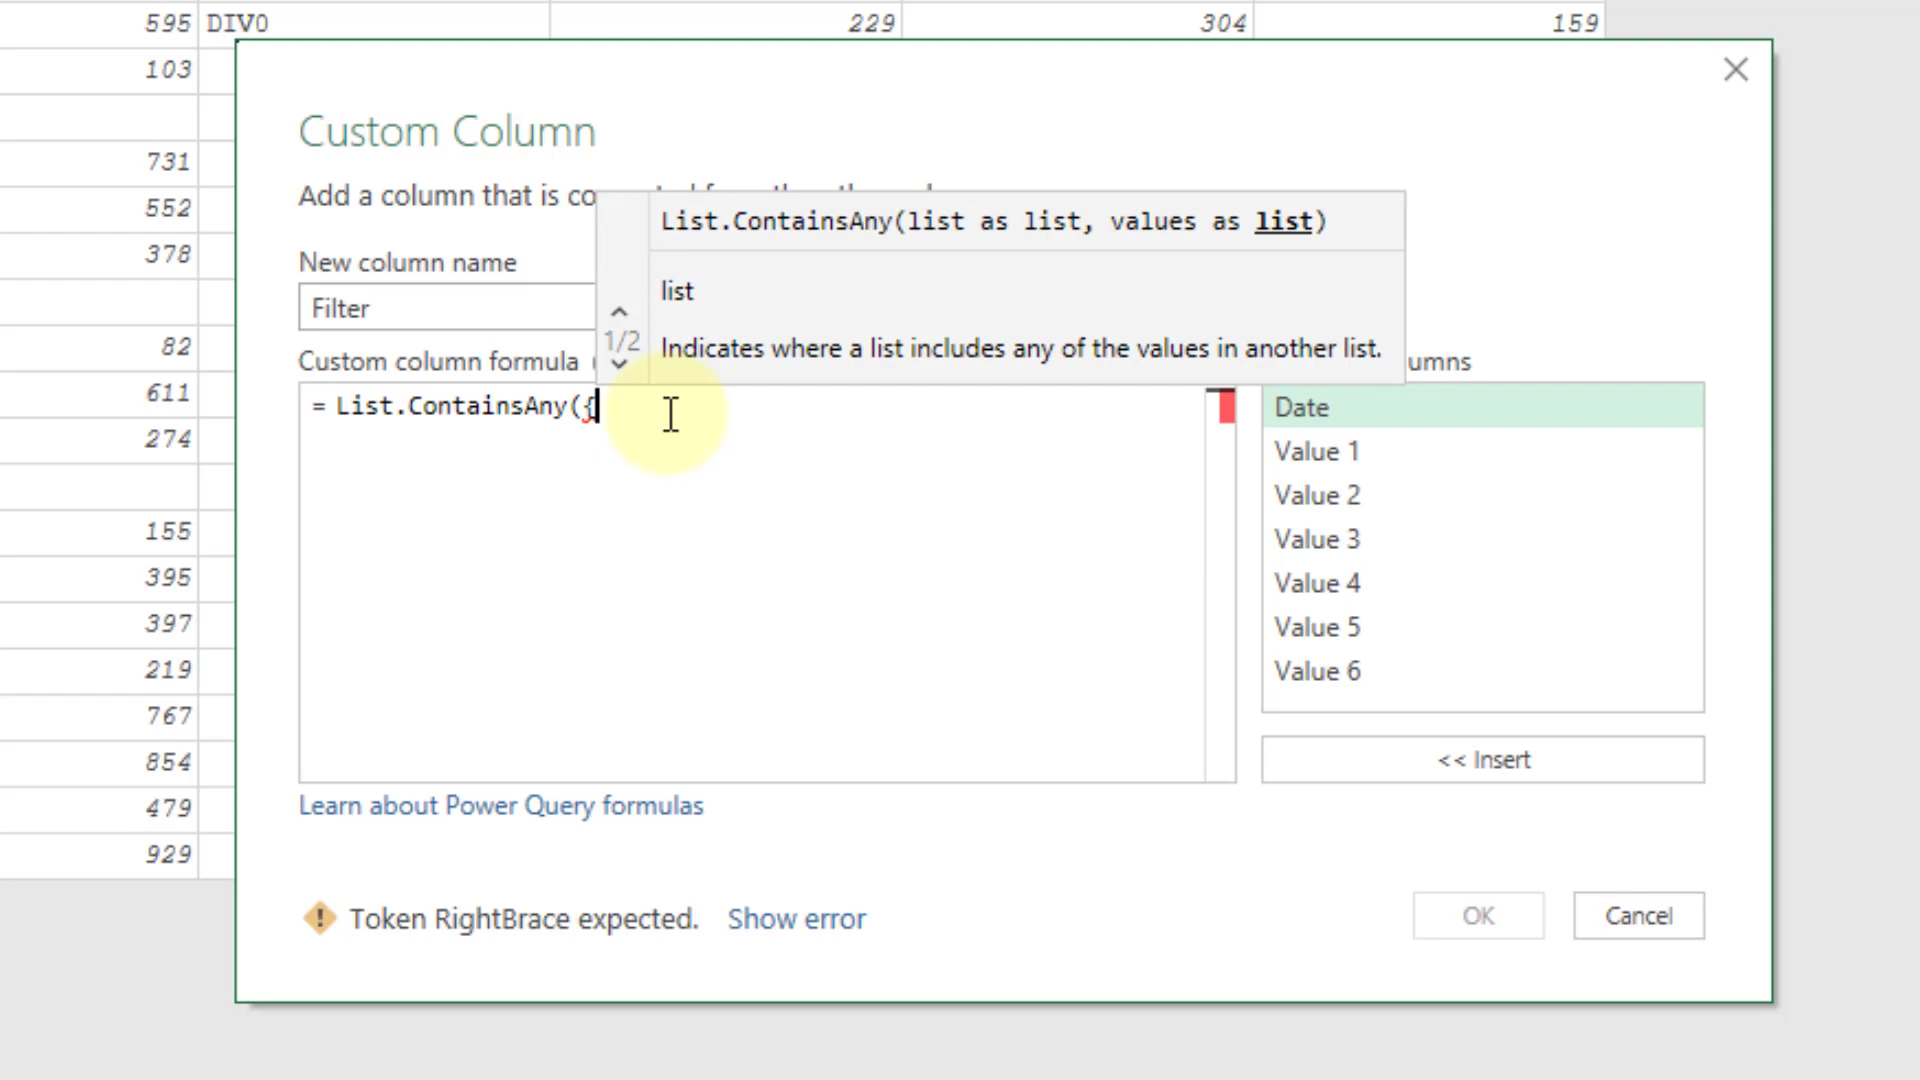 595 DIV0 229 304 159
103
731
552
378
82
611
274
155
395
397
219
767
854
479
929
Custom Column
Add a column that is co
List.ContainsAny(list as list, values as list)
list
Indicates where a list includes any of the values in another list.
1/2
New column name
Filter
Custom column formula
umns
= List.ContainsAny({
Date
Value 1
Value 2
Value 3
Value 4
Value 5
Value 6
<< Insert
Learn about Power Query formulas
Token RightBrace expected. Show error
OK
Cancel